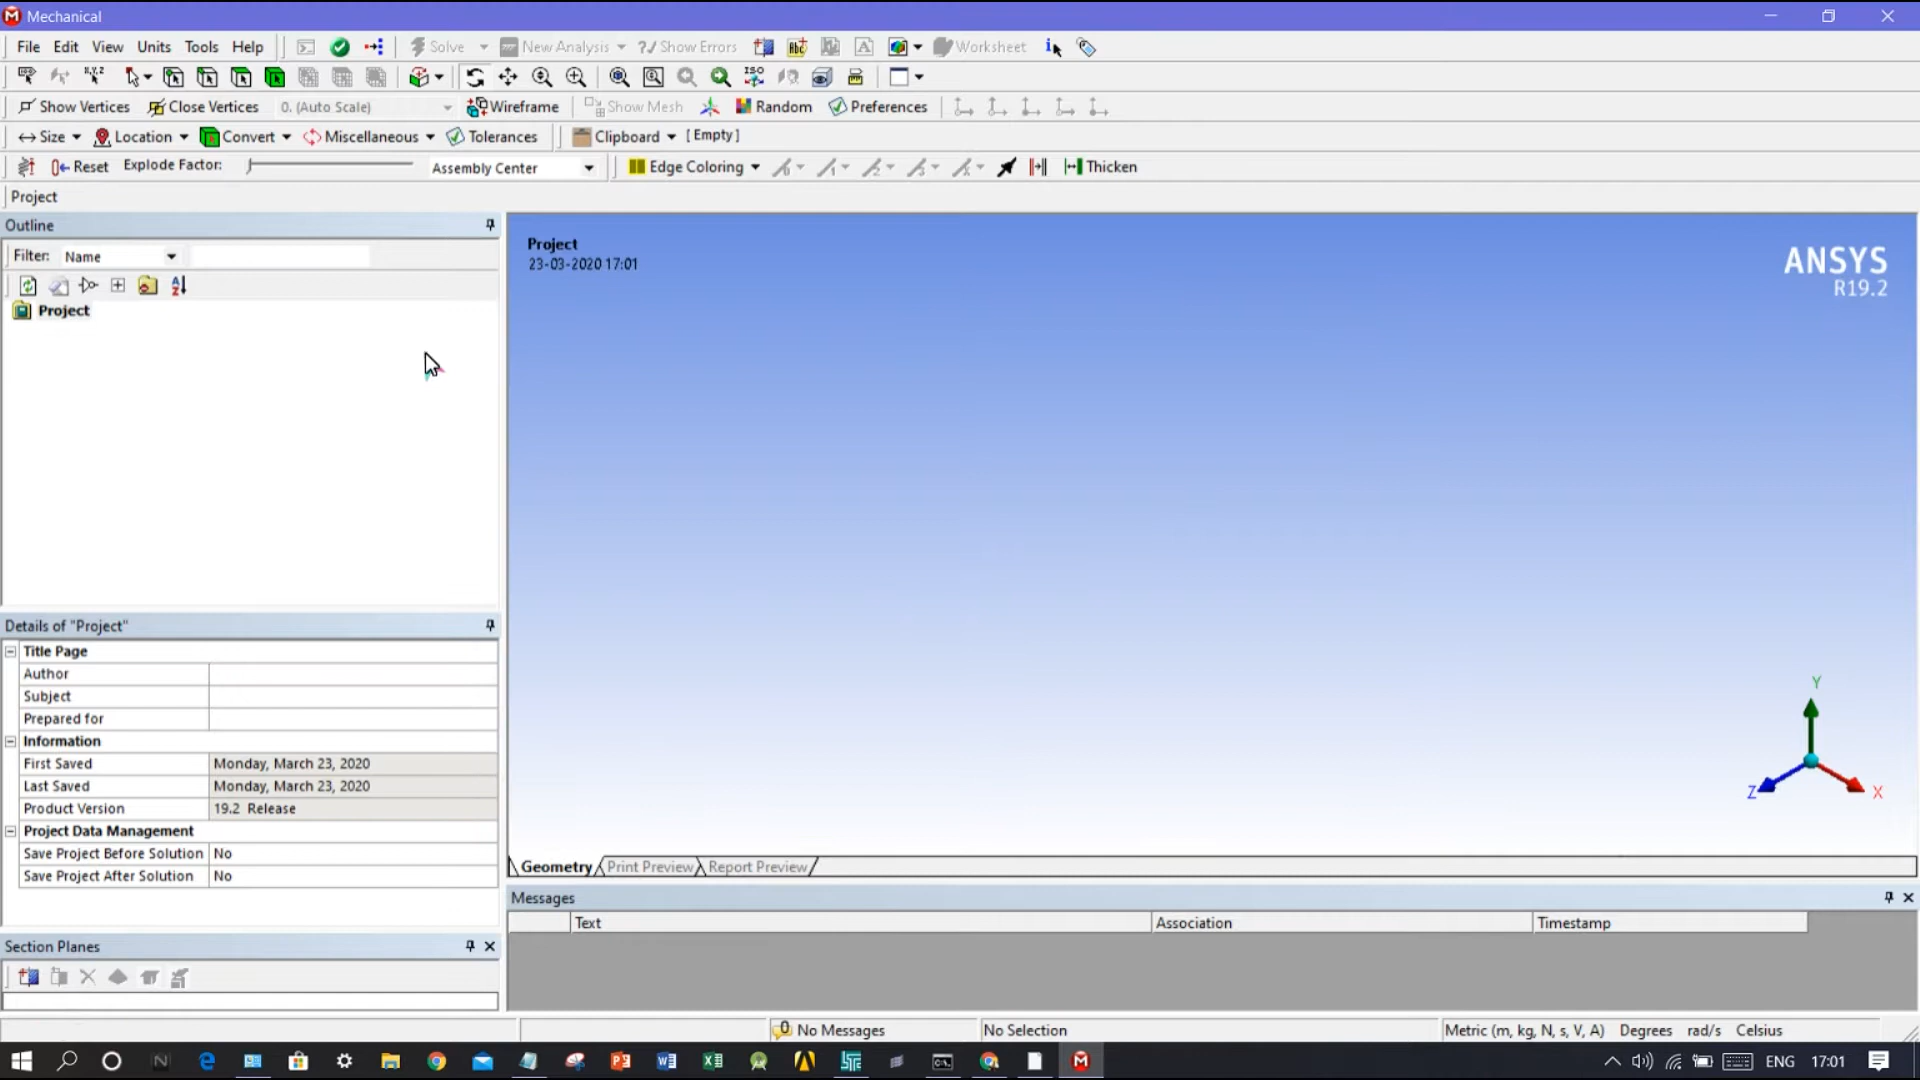 Mechanical
File Edit View Units Tools Help Solve New Analysis ?/ Show Errors Worksheet
Show Vertices Close Vertices 0. (Auto Scale) Wireframe Show Mesh Random Preferences
Size Location Convert Miscellaneous Tolerances Clipboard [ Empty ]
Reset Explode Factor: Assembly Center Edge Coloring Thicken
Project
Outline
Filter: Name
Project
Project
23-03-2020 17:01
ANSYS
R19.2
Y
Z
X
Details of "Project"
Title Page
Author
Subject
Prepared for
Information
First Saved Monday, March 23, 2020
Last Saved Monday, March 23, 2020
Product Version 19.2 Release
Project Data Management
Save Project Before Solution No
Save Project After Solution No
Geometry Print Preview Report Preview
Messages
Text Association Timestamp
Section Planes
No Messages No Selection Metric (m, kg, N, s, V, A) Degrees rad/s Celsius
ENG 17:01